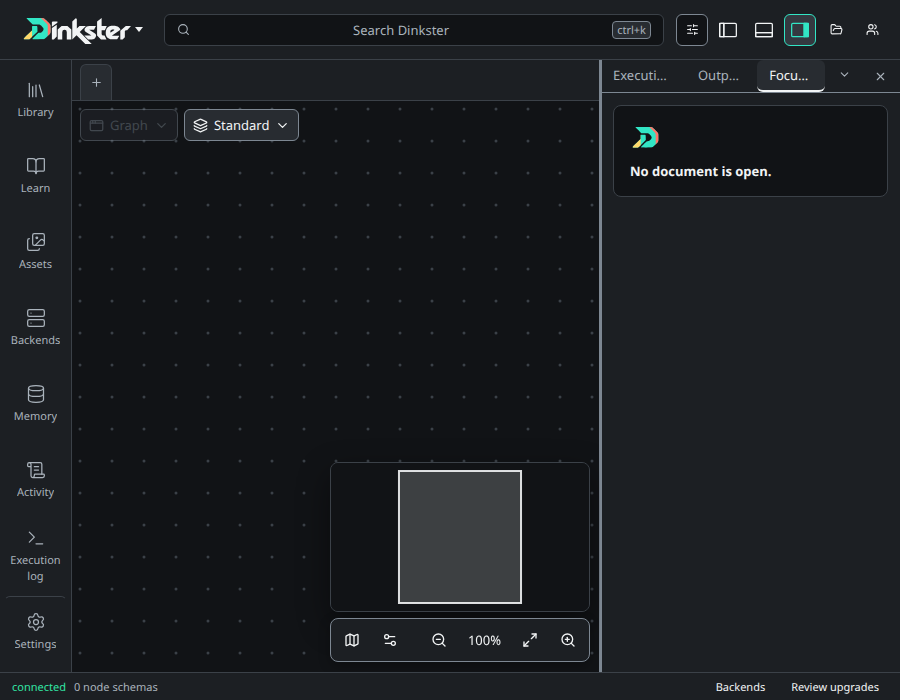 Dinkster
Search Dinkster
ctrl+k
Library
Learn
Assets
Backends
Memory
Activity
Execution
log
Settings
Graph
Standard
100%
Executi...
Outp...
Focu...
No document is open.
connected
0 node schemas
Backends
Review upgrades